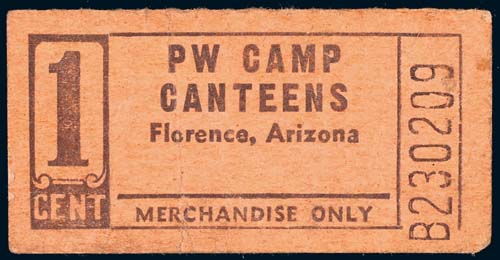 1
CENT
PW CAMP
CANTEENS
Florence, Arizona
MERCHANDISE ONLY
B230209